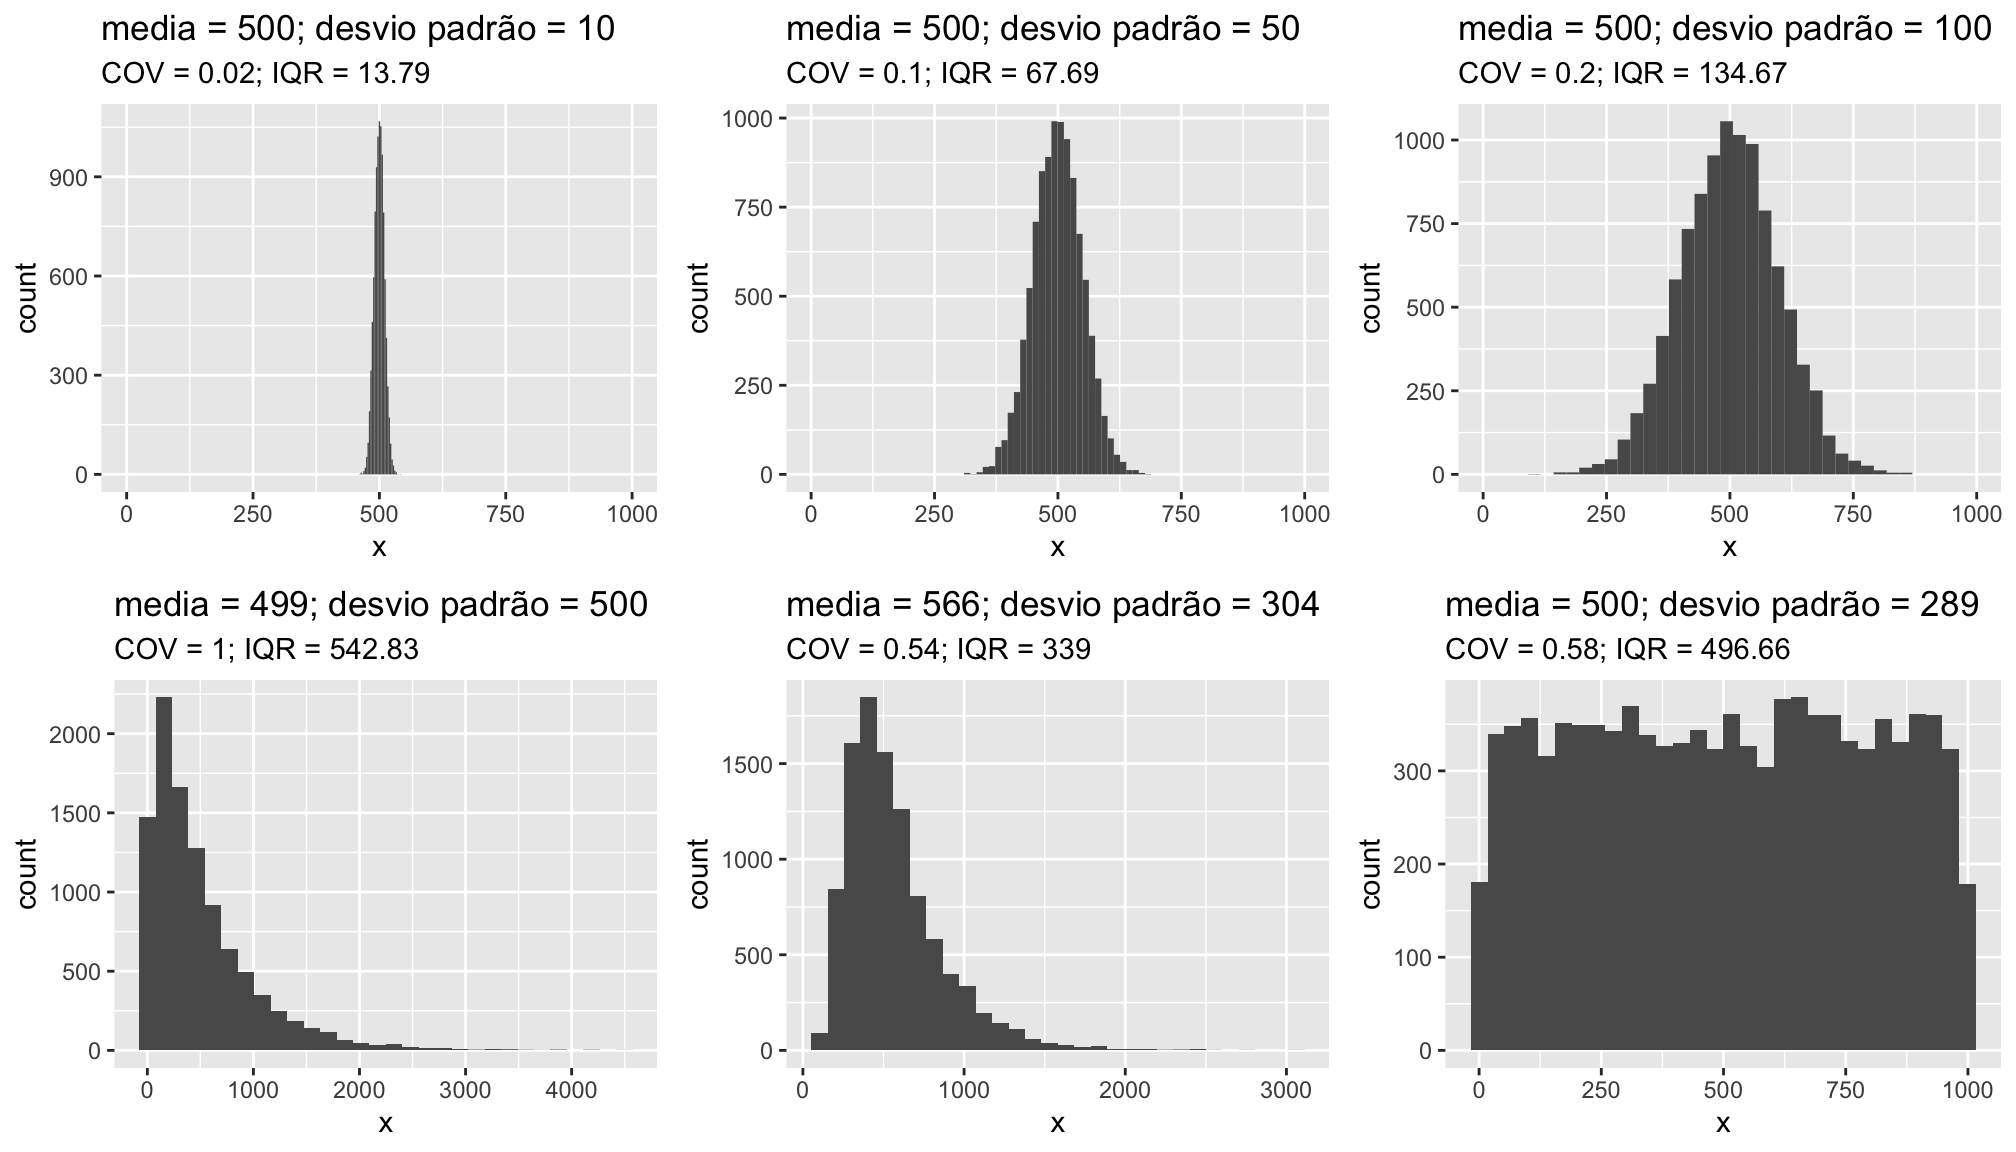 media = 500; desvio padrão = 10
COV = 0.02; IQR = 13.79
900
600
300
0
count
0 250 500 750 1000
x
media = 500; desvio padrão = 50
COV = 0.1; IQR = 67.69
1000
750
500
250
0
count
0 250 500 750 1000
x
media = 500; desvio padrão = 100
COV = 0.2; IQR = 134.67
1000
750
500
250
0
count
0 250 500 750 1000
x
media = 499; desvio padrão = 500
COV = 1; IQR = 542.83
2000
1500
1000
500
0
count
0 1000 2000 3000 4000
x
media = 566; desvio padrão = 304
COV = 0.54; IQR = 339
1500
1000
500
0
count
0 1000 2000 3000
x
media = 500; desvio padrão = 289
COV = 0.58; IQR = 496.66
300
200
100
0
count
0 250 500 750 1000
x